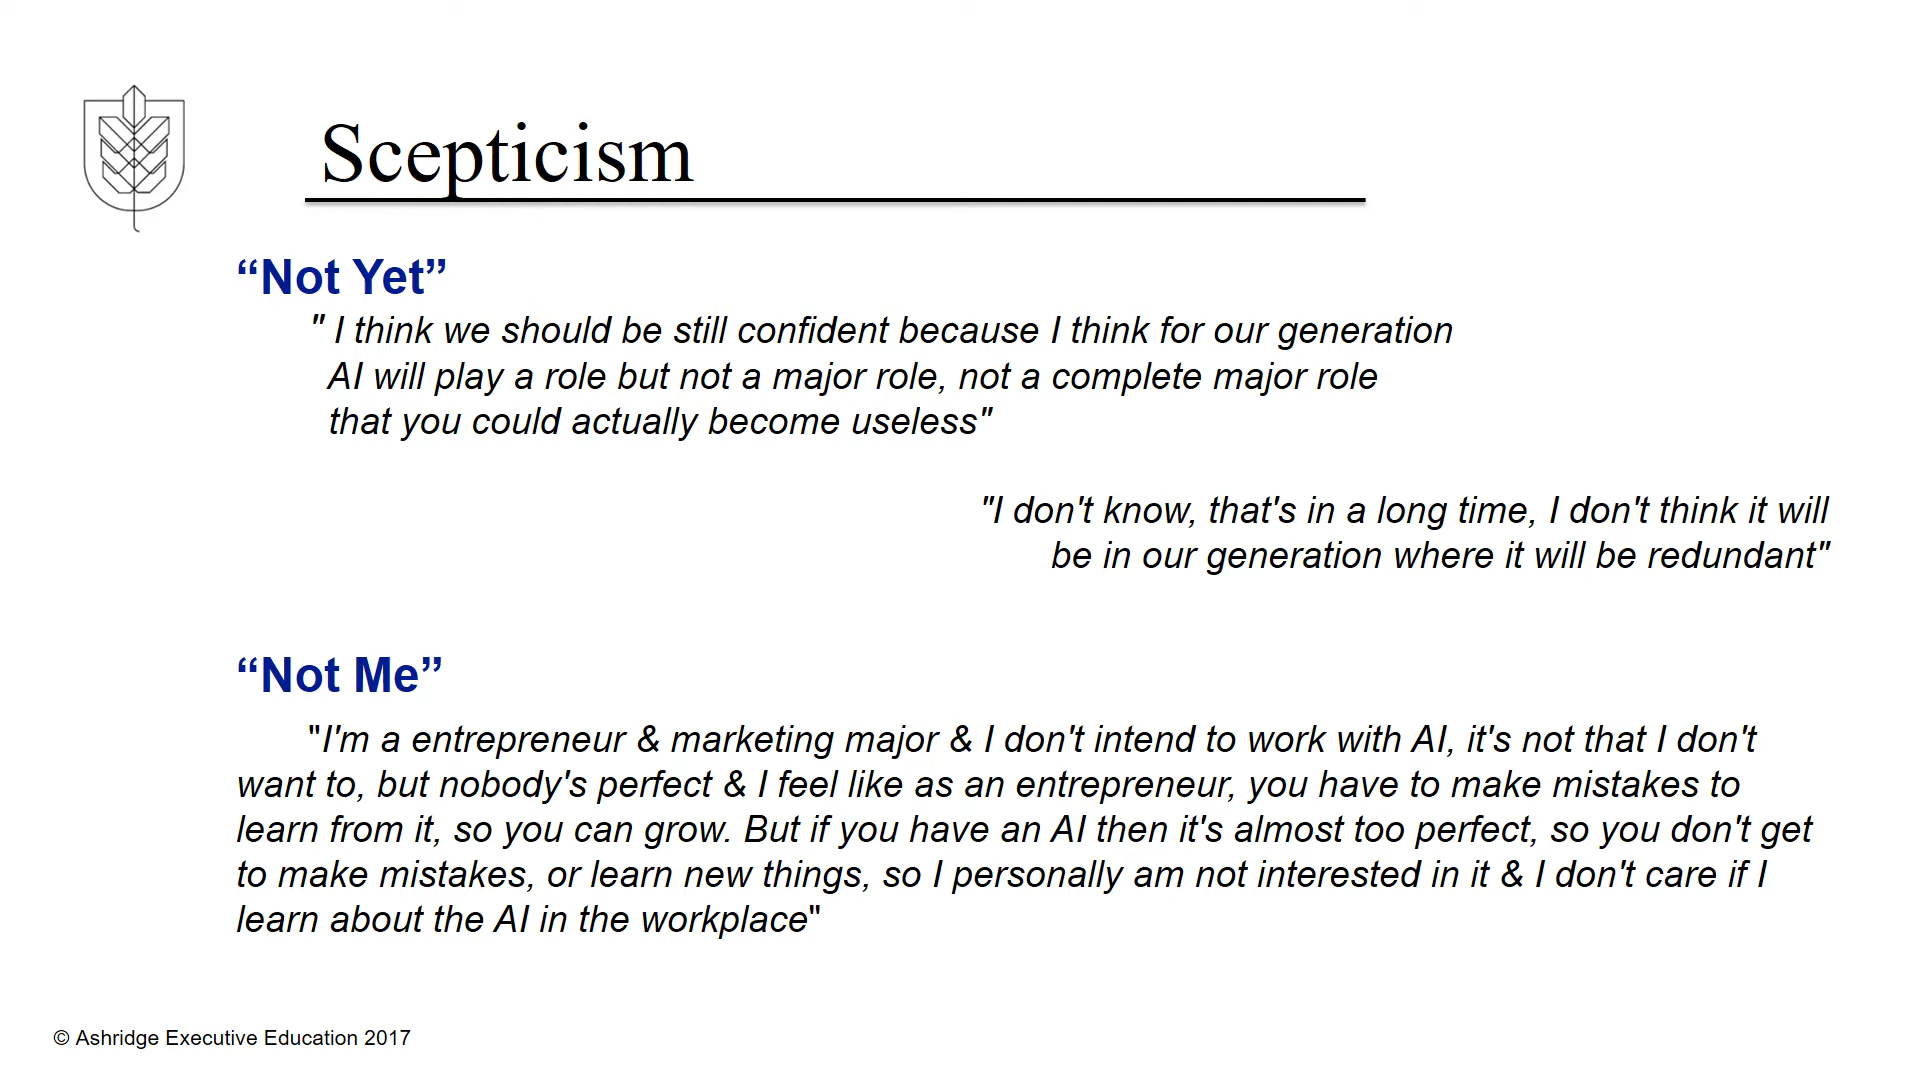 Scepticism
“Not Yet”
" I think we should be still confident because I think for our generation
AI will play a role but not a major role, not a complete major role
that you could actually become useless"
"I don't know, that's in a long time, I don't think it will
be in our generation where it will be redundant"
“Not Me”
"I'm a entrepreneur & marketing major & I don't intend to work with AI, it's not that I don't
want to, but nobody's perfect & I feel like as an entrepreneur, you have to make mistakes to
learn from it, so you can grow. But if you have an AI then it's almost too perfect, so you don't get
to make mistakes, or learn new things, so I personally am not interested in it & I don't care if I
learn about the AI in the workplace"
© Ashridge Executive Education 2017